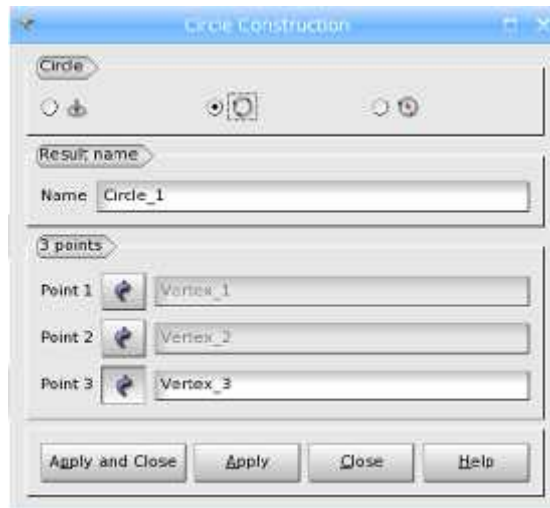 Circle Construction
Circle
Result name
Name Circle_1
3 points
Point 1 Vertex_1
Point 2 Vertex_2
Point 3 Vertex_3
Apply and Close Apply Close Help